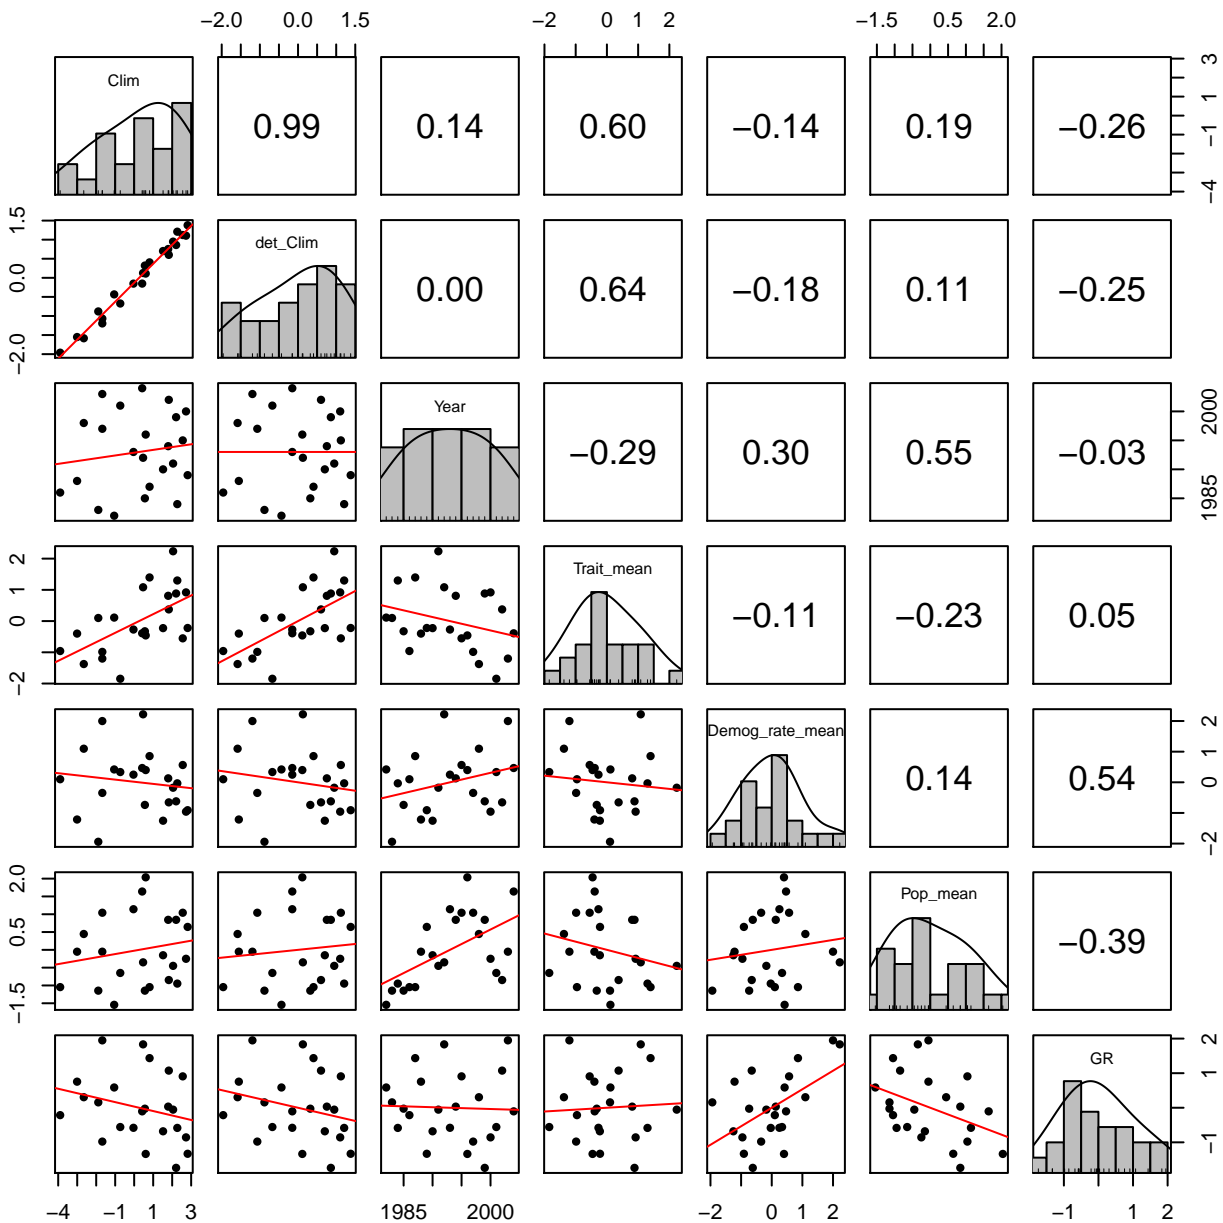 −2.0 0.0 1.5 −2 0 1 2 −1.5 0.5 2.0
Clim 0.99 0.14 0.60 −0.14 0.19 −0.26 −4 −1 1 3
−2.0 0.0 1.5 det_Clim 0.00 0.64 −0.18 0.11 −0.25
Year −0.29 0.30 0.55 −0.03 1985 2000
−2 0 1 2 Trait_mean −0.11 −0.23 0.05
Demog_rate_mean 0.14 0.54 −2 0 1 2
−1.5 0.5 2.0 Pop_mean −0.39
GR −1 1 2
−4 −1 1 3 1985 2000 −2 0 1 2 −1 1 2